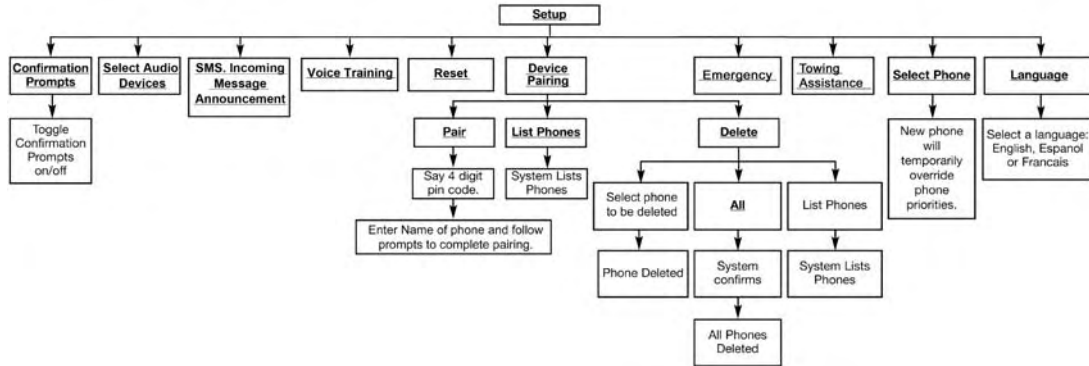 Setup
Confirmation
Prompts
Select Audio
Devices
SMS. Incoming
Message
Announcement
Voice Training
Reset
Device
Pairing
Emergency
Towing
Assistance
Select Phone
Language
Toggle
Confirmation
Prompts
on/off
Pair
List Phones
Delete
New phone
will
temporarily
override
phone
priorities.
Select a language:
English, Espanol
or Francais
Say 4 digit
pin code.
System Lists
Phones
Select phone
to be deleted
All
List Phones
Enter Name of phone and follow
prompts to complete pairing.
Phone Deleted
System
confirms
System Lists
Phones
All Phones
Deleted